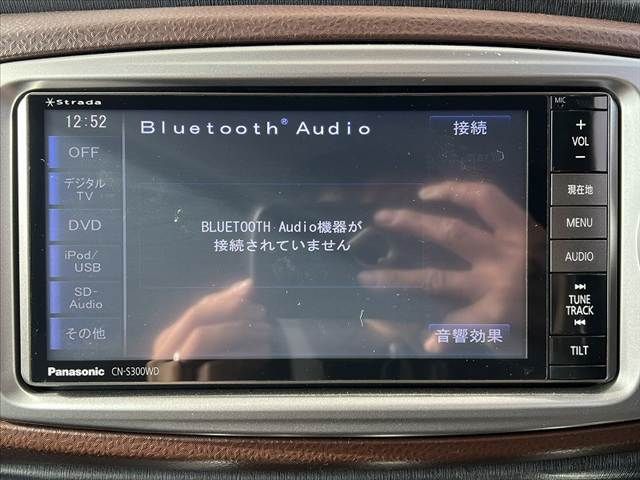 Strada
MIC
12:52
Bluetooth® Audio
接続
OFF
デジタル
TV
DVD
iPod/
USB
SD-
Audio
その他
BLUETOOTH Audio機器が
接続されていません
音響効果
+
VOL
−
現在地
MENU
AUDIO
TUNE
TRACK
TILT
Panasonic CN-S300WD